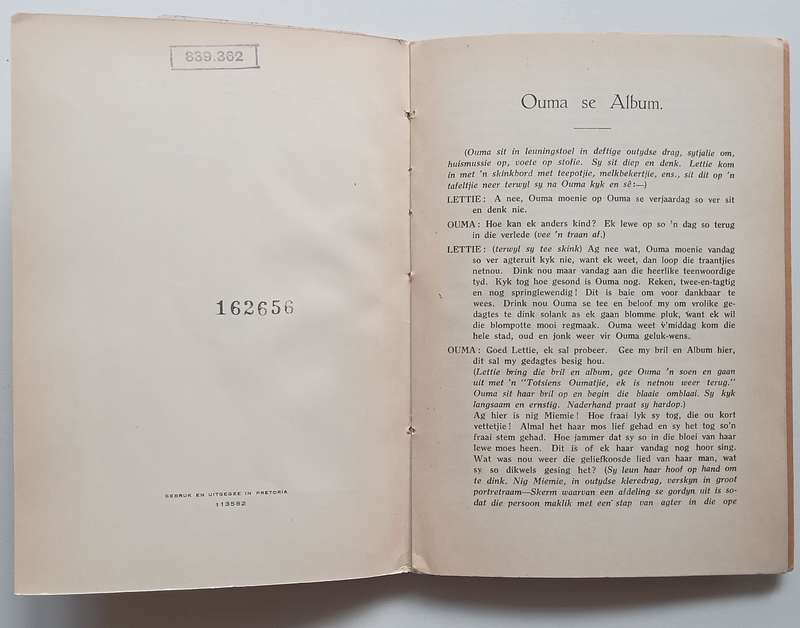 839.362
162656
GEDRUK EN UITGEGEE IN PRETORIA
113582
Ouma se Album.
(Ouma sit in leuningstoel in deftige outydse drag, sytjalie om,
huismussie op, voete op stofie. Sy sit diep en denk. Lettie kom
in met 'n skinkbord met teepotjie, melkbekertjie, ens., sit dit op 'n
tafeltjie neer terwyl sy na Ouma kyk en sê:—)
LETTIE: A nee, Ouma moenie op Ouma se verjaardag so ver sit
en denk nie.
OUMA: Hoe kan ek anders kind? Ek lewe op so 'n dag so terug
in die verlede (vee 'n traan af.)
LETTIE: (terwyl sy tee skink) Ag nee wat, Ouma moenie vandag
so ver agteruit kyk nie, want ek weet, dan loop die traantjies
netnou. Dink nou maar vandag aan die heerlike teenwoordige
tyd. Kyk tog hoe gesond is Ouma nog. Reken, twee-en-tagtig
en nog springlewendig! Dit is baie om voor dankbaar te
wees. Drink nou Ouma se tee en beloof my om vrolike ge-
dagtes te dink solank as ek gaan blomme pluk, want ek wil
die blompotte mooi regmaak. Ouma weet v'middag kom die
hele stad, oud en jonk weer vir Ouma geluk-wens.
OUMA: Goed Lettie, ek sal probeer. Gee my bril en Album hier,
dit sal my gedagtes besig hou.
(Lettie bring die bril en album, gee Ouma 'n soen en gaan
uit met 'n "Totsiens Oumatjie, ek is netnou weer terug."
Ouma sit haar bril op en begin die blaaie omblaai. Sy kyk
langsaam en ernstig. Naderhand praat sy hardop.)
Ag hier is nig Miemie! Hoe fraai lyk sy tog, die ou kort
vettetjie! Almal het haar mos lief gehad en sy het tog so'n
fraai stem gehad. Hoe jammer dat sy so in die bloei van haar
lewe moes heen. Dit is of ek haar vandag nog hoor sing.
Wat was nou weer die geliefkoosde lied van haar man, wat
sy so dikwels gesing het? (Sy leun haar hoof op hand om
te dink. Nig Miemie, in outydse kleredrag, verskyn in groot
portretraam—Skerm waarvan een afdeling se gordyn uit is so-
dat die persoon maklik met een stap van agter in die ope